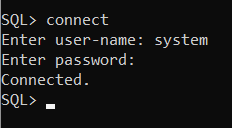 SQL> connect
Enter user-name: system
Enter password:
Connected.
SQL>